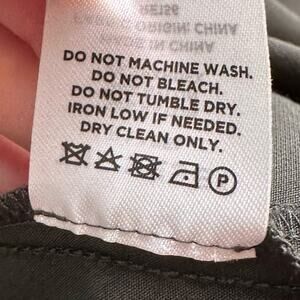 DO NOT MACHINE WASH.
DO NOT BLEACH.
DO NOT TUMBLE DRY.
IRON LOW IF NEEDED.
DRY CLEAN ONLY.
P